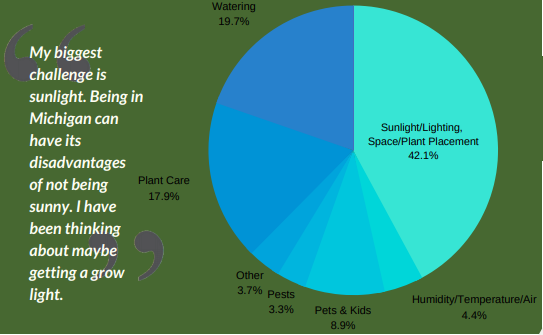 My biggest
challenge is
sunlight. Being in
Michigan can
have its
disadvantages
of not being
sunny. I have
been thinking
about maybe
getting a grow
light.
Watering
19.7%
Sunlight/Lighting,
Space/Plant Placement
42.1%
Plant Care
17.9%
Other
3.7%
Pests
3.3%
Pets & Kids
8.9%
Humidity/Temperature/Air
4.4%